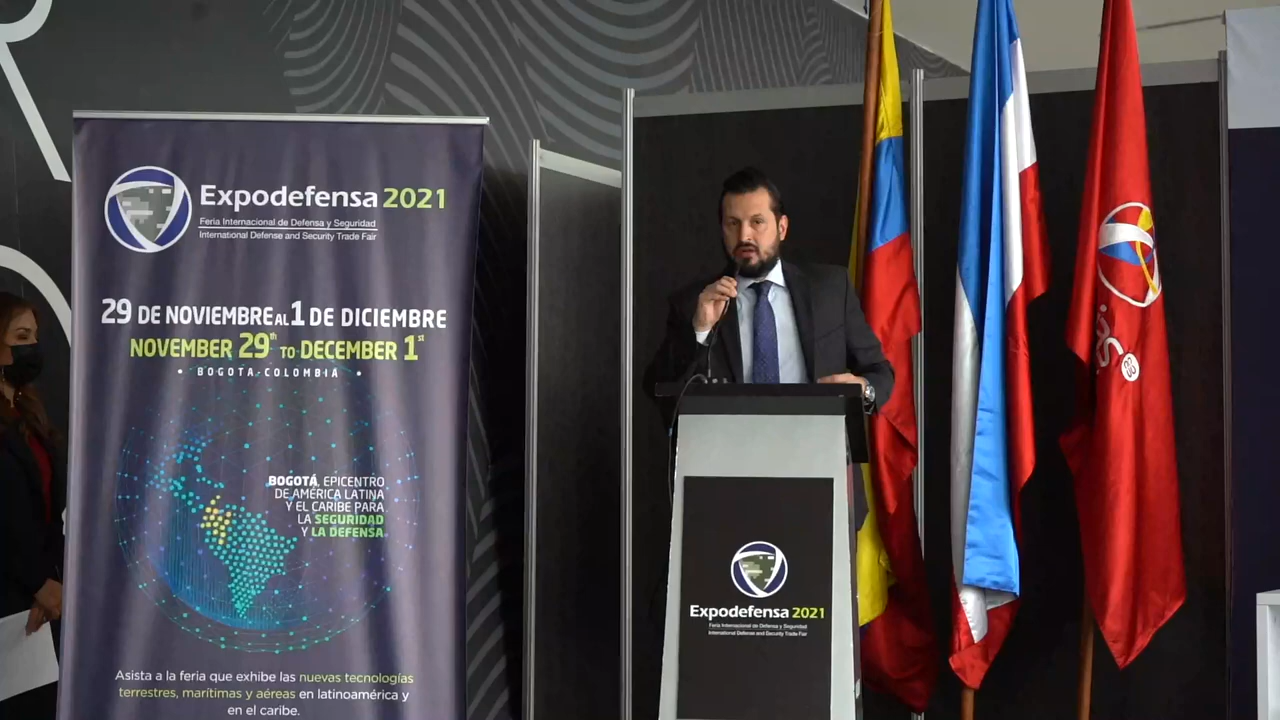 Expodefensa 2021
Feria Internacional de Defensa y Seguridad
International Defense and Security Trade Fair
29 DE NOVIEMBRE AL 1 DE DICIEMBRE
NOVEMBER 29th TO DECEMBER 1st
• BOGOTÁ-COLOMBIA •
BOGOTÁ, EPICENTRO
DE AMÉRICA LATINA
Y EL CARIBE PARA
LA SEGURIDAD
Y LA DEFENSA
Asista a la feria que exhibe las nuevas tecnologías
terrestres, marítimas y aéreas en latinoamérica y
en el caribe.
Expodefensa 2021
Feria Internacional de Defensa y Seguridad
International Defense and Security Trade Fair